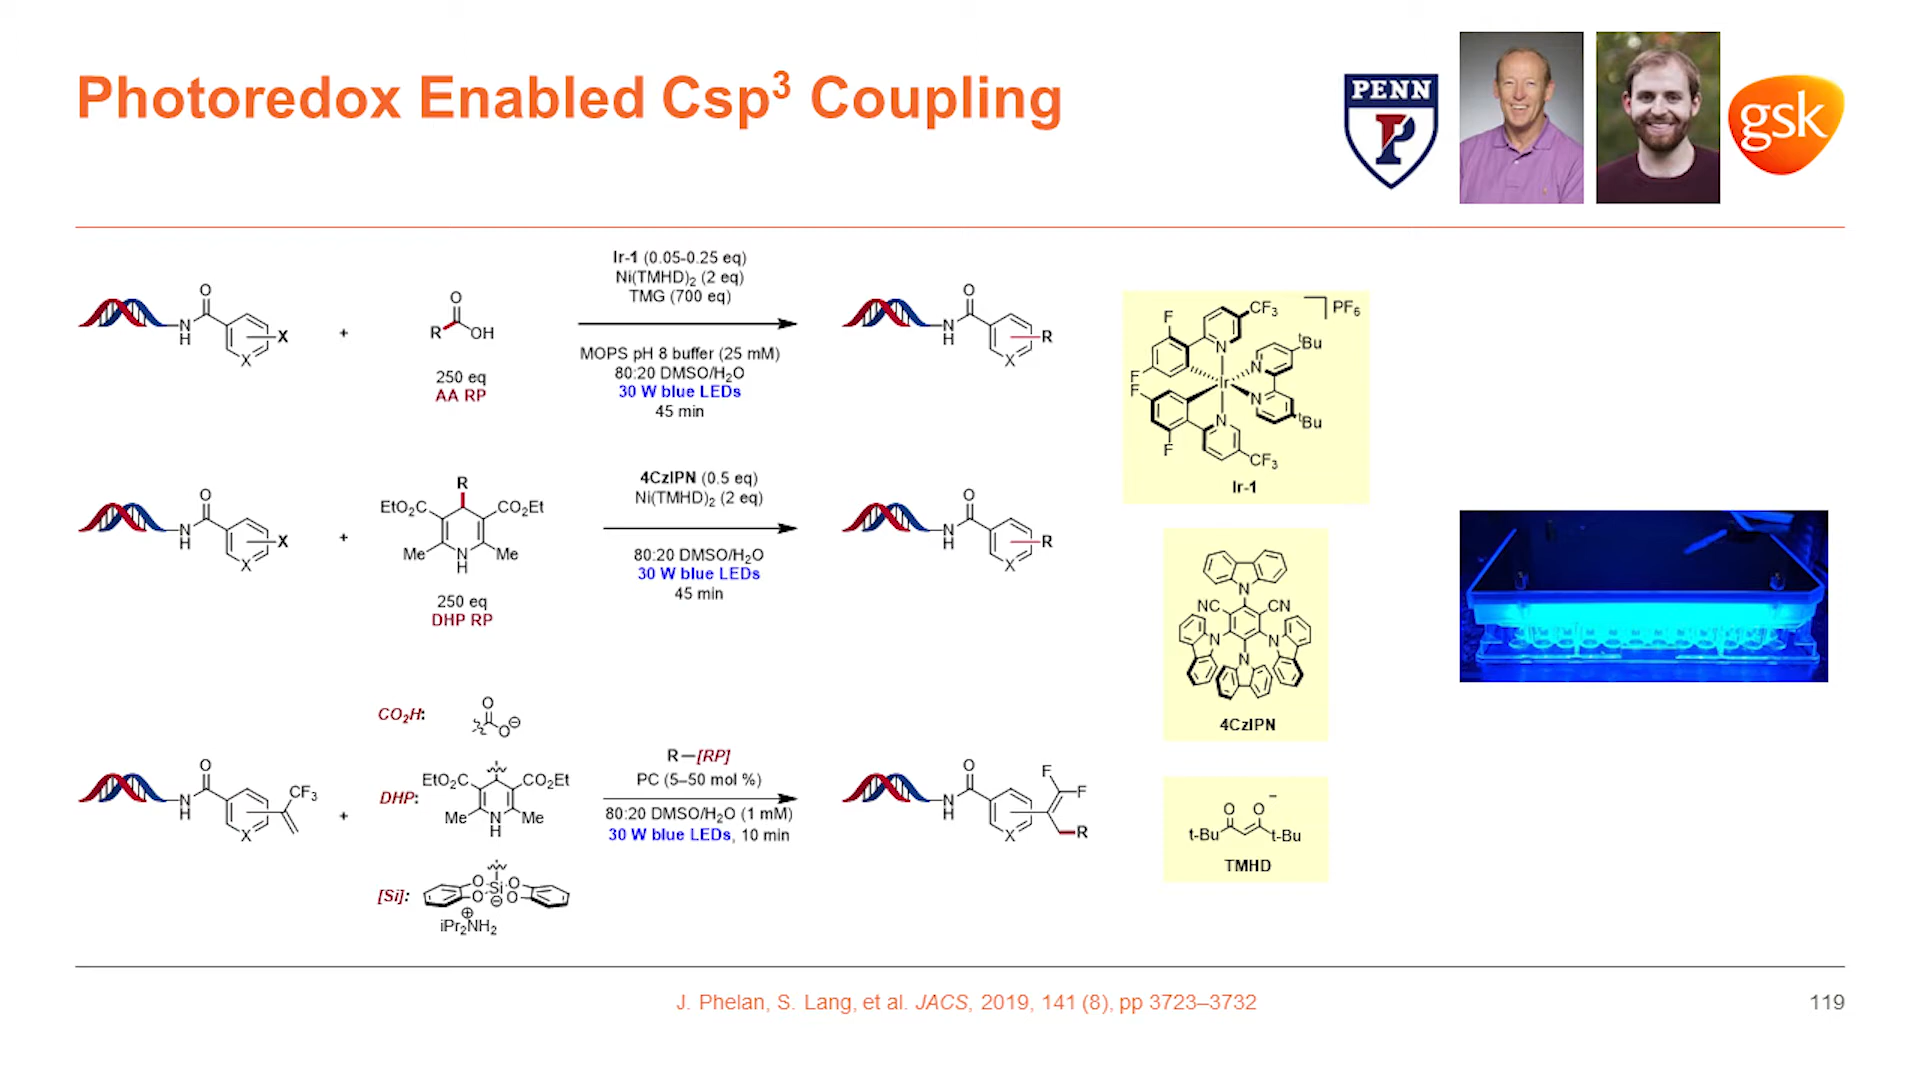 Photoredox Enabled Csp³ Coupling
PENN
P
gsk
Ir-1 (0.05-0.25 eq)
Ni(TMHD)₂ (2 eq)
TMG (700 eq)
MOPS pH 8 buffer (25 mM)
80:20 DMSO/H₂O
30 W blue LEDs
45 min
O
N
H
X
X
+
O
R
OH
250 eq
AA RP
O
N
H
R
X
PF₆
F
CF₃
N
tBu
F
N
Ir
F
N
N
tBu
F
CF₃
Ir-1
O
N
H
X
X
+
R
EtO₂C
CO₂Et
Me
N
H
Me
250 eq
DHP RP
4CzIPN (0.5 eq)
Ni(TMHD)₂ (2 eq)
80:20 DMSO/H₂O
30 W blue LEDs
45 min
O
N
H
R
X
N
NC
CN
N
N
N
4CzIPN
O
N
H
CF₃
X
+
CO₂H:
O
O⊖
DHP:
EtO₂C
CO₂Et
Me
N
H
Me
[Si]:
O
O
Si
O
O
⊖
⊕
iPr₂NH₂
R—[RP]
PC (5–50 mol %)
80:20 DMSO/H₂O (1 mM)
30 W blue LEDs, 10 min
O
N
H
F
F
X
R
O
O
−
t-Bu
t-Bu
TMHD
J. Phelan, S. Lang, et al. JACS, 2019, 141 (8), pp 3723–3732
119